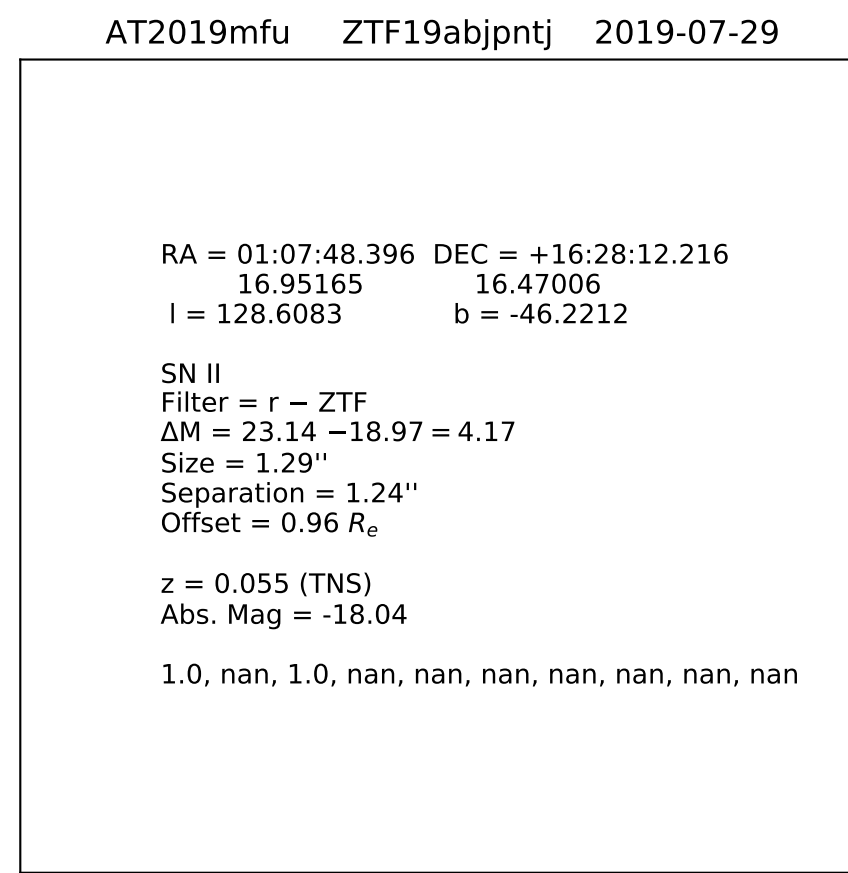 AT2019mfu ZTF19abjpntj 2019-07-29
RA = 01:07:48.396 DEC = +16:28:12.216
16.95165 16.47006
l = 128.6083 b = -46.2212
SN II
Filter = r − ZTF
ΔM = 23.14 −18.97 = 4.17
Size = 1.29''
Separation = 1.24''
Offset = 0.96 Re
z = 0.055 (TNS)
Abs. Mag = -18.04
1.0, nan, 1.0, nan, nan, nan, nan, nan, nan, nan